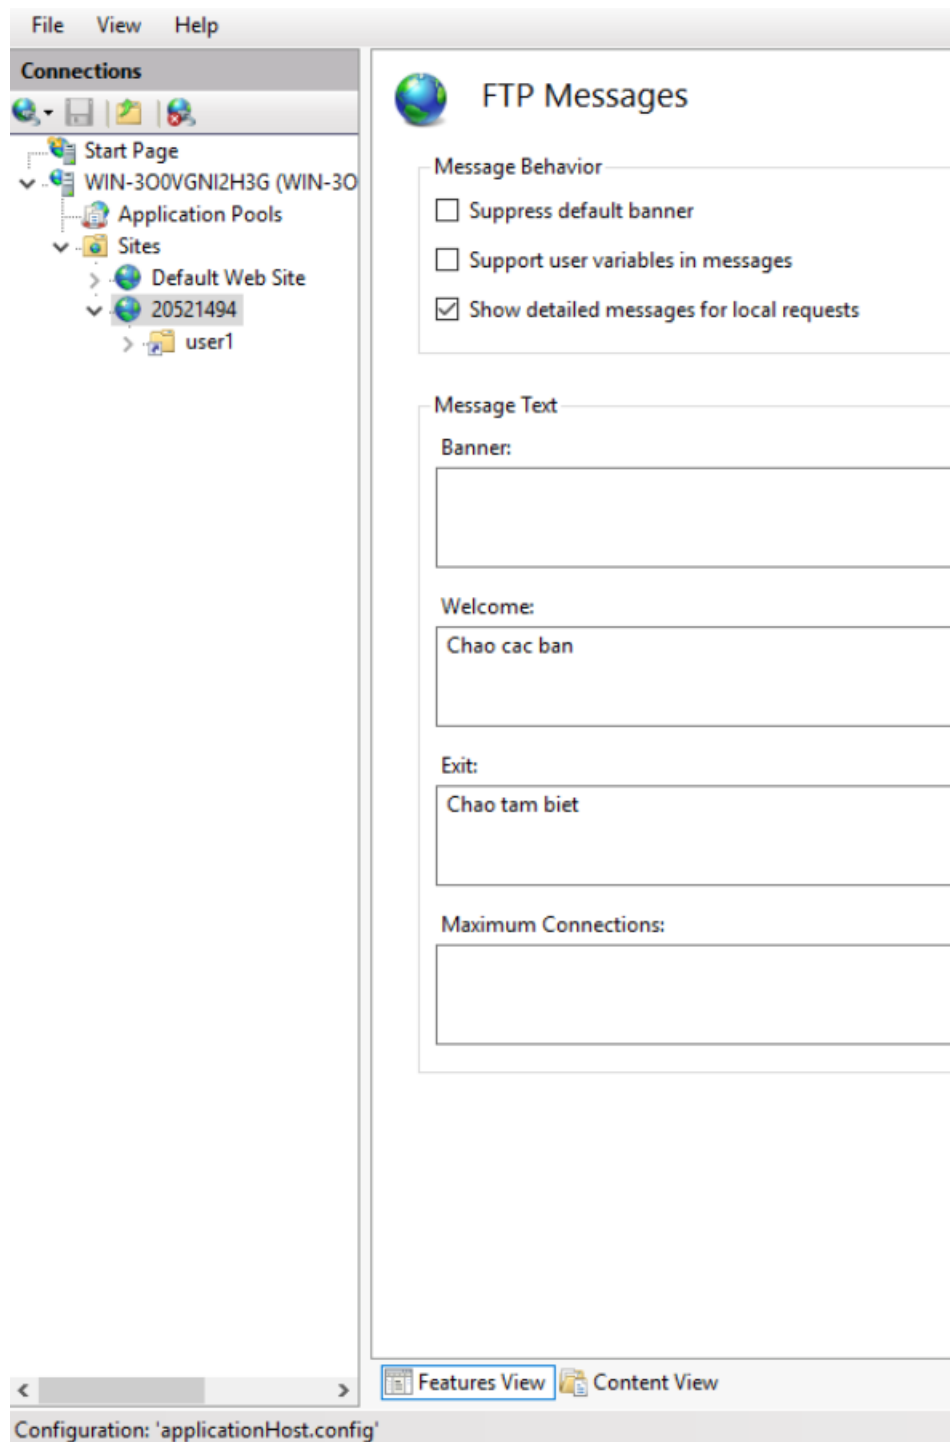 File View Help
Connections
Start Page
WIN-3O0VGNI2H3G (WIN-3O
Application Pools
Sites
Default Web Site
20521494
user1
FTP Messages
Message Behavior
Suppress default banner
Support user variables in messages
Show detailed messages for local requests
Message Text
Banner:
Welcome:
Chao cac ban
Exit:
Chao tam biet
Maximum Connections:
Features View Content View
Configuration: 'applicationHost.config'